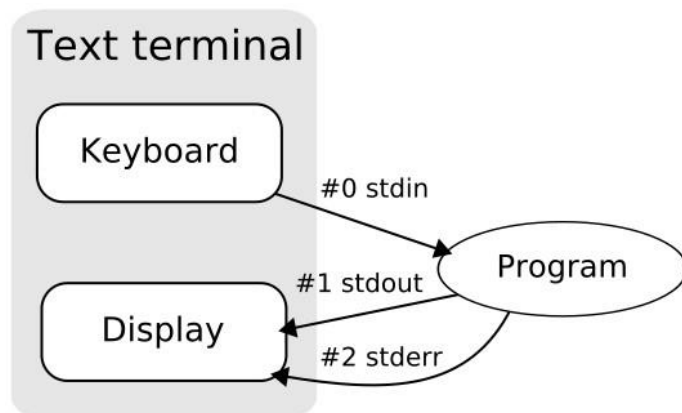 Text terminal
Keyboard
#0 stdin
Program
#1 stdout
Display
#2 stderr